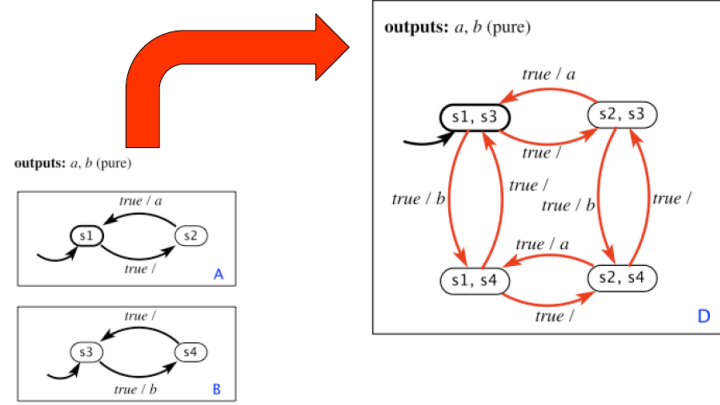 outputs: a, b (pure)
true / a
s1
s2
true /
A
true /
s3
s4
true / b
B
outputs: a, b (pure)
true / a
s1, s3
s2, s3
true /
true / b
true /
true / b
true /
true / a
s1, s4
s2, s4
true /
D